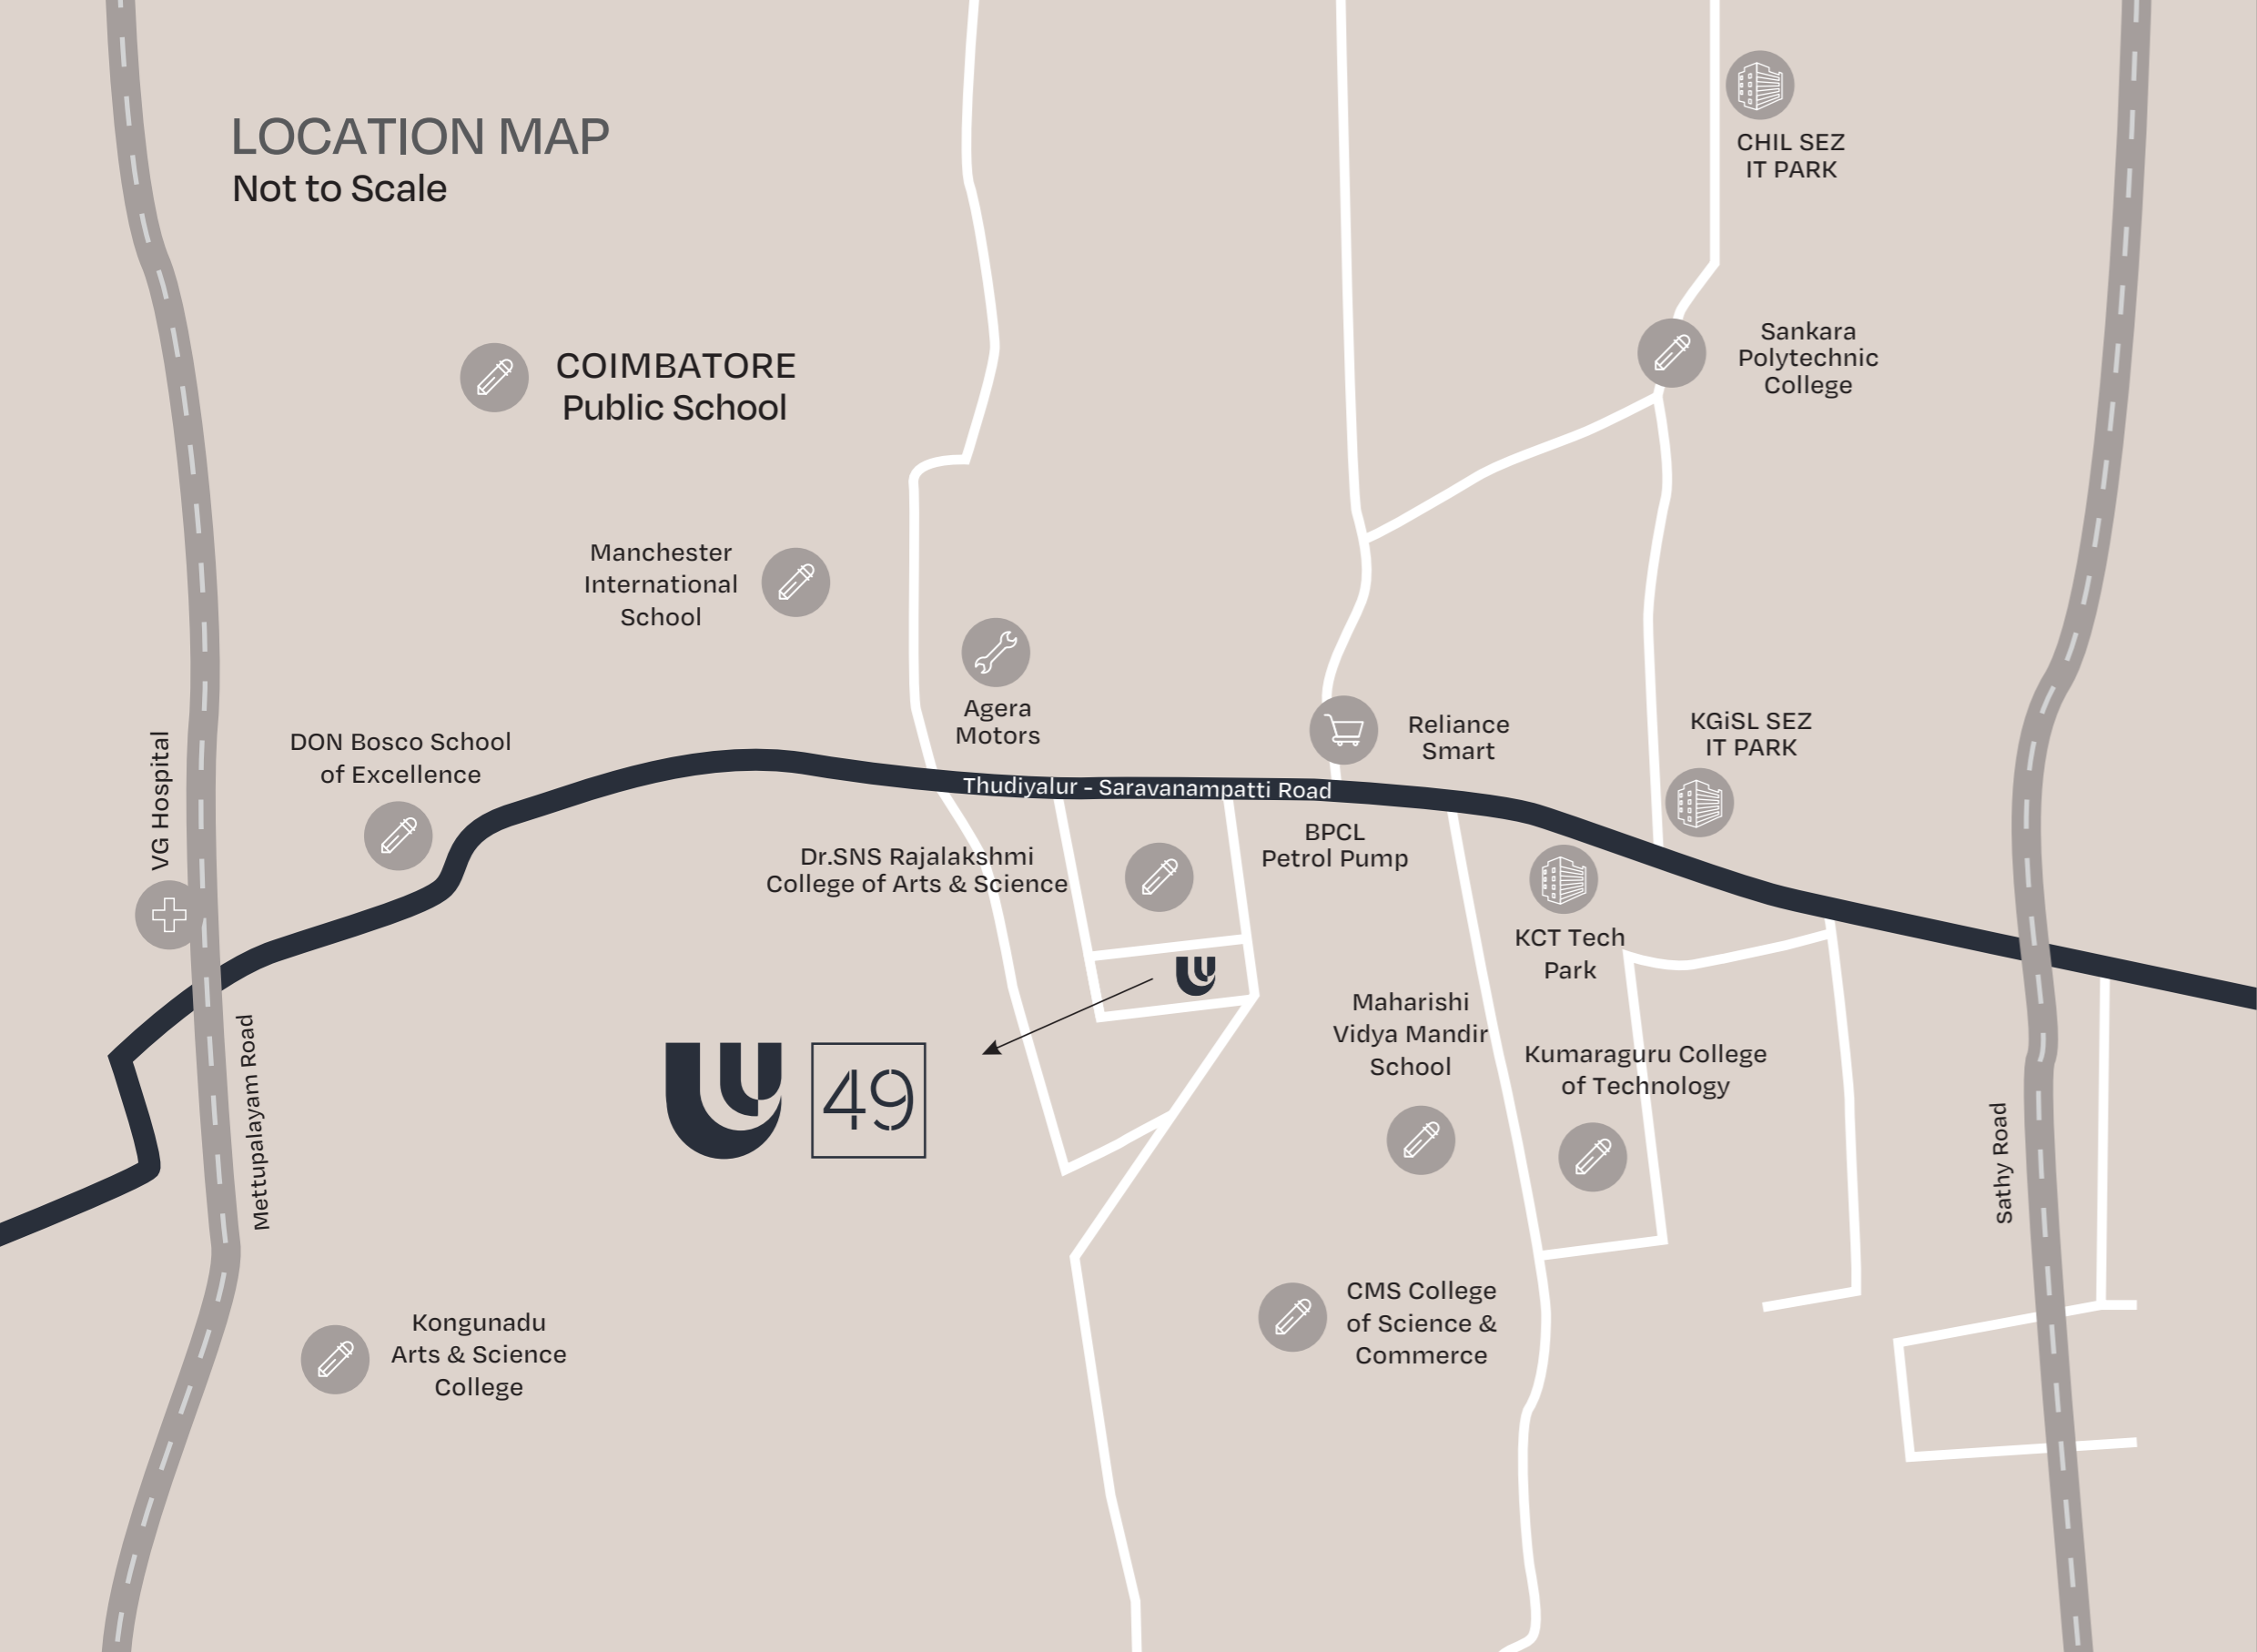 LOCATION MAP
Not to Scale
CHIL SEZ
IT PARK
Sankara
Polytechnic
College
COIMBATORE
Public School
Manchester
International
School
Agera
Motors
Reliance
Smart
KGiSL SEZ
IT PARK
VG Hospital
DON Bosco School
of Excellence
Thudiyalur - Saravanampatti Road
BPCL
Petrol Pump
Dr.SNS Rajalakshmi
College of Arts & Science
KCT Tech
Park
Maharishi
Vidya Mandir
School
Kumaraguru College
of Technology
Mettupalayam Road
49
Sathy Road
CMS College
of Science &
Commerce
Kongunadu
Arts & Science
College